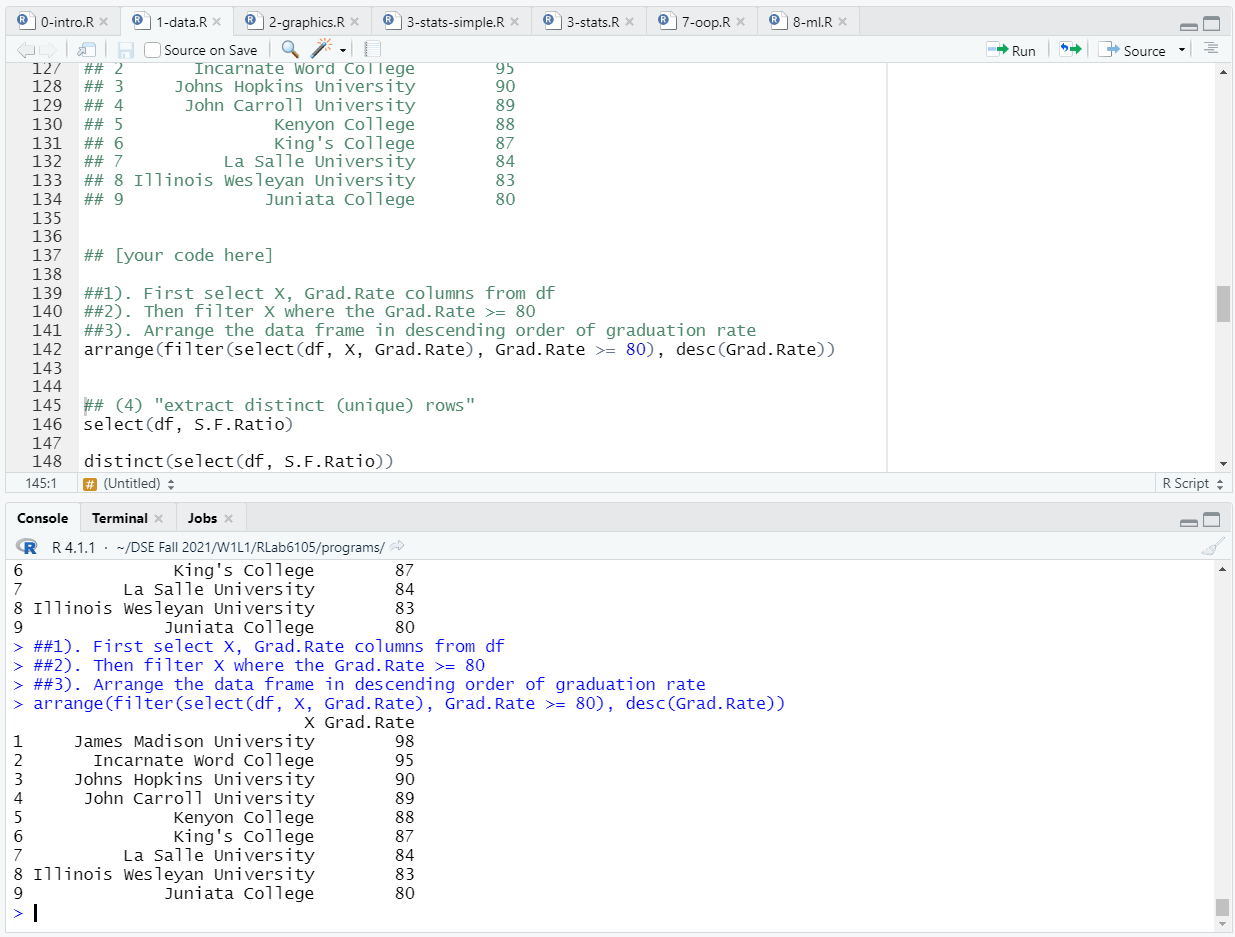 0-intro.R 1-data.R 2-graphics.R 3-stats-simple.R 3-stats.R 7-oop.R 8-ml.R
Source on Save Run Source
127 ## 2 Incarnate Word College 95
128 ## 3 Johns Hopkins University 90
129 ## 4 John Carroll University 89
130 ## 5 Kenyon College 88
131 ## 6 King's College 87
132 ## 7 La Salle University 84
133 ## 8 Illinois Wesleyan University 83
134 ## 9 Juniata College 80
135
136
137 ## [your code here]
138
139 ##1). First select X, Grad.Rate columns from df
140 ##2). Then filter X where the Grad.Rate >= 80
141 ##3). Arrange the data frame in descending order of graduation rate
142 arrange(filter(select(df, X, Grad.Rate), Grad.Rate >= 80), desc(Grad.Rate))
143
144
145 ## (4) "extract distinct (unique) rows"
146 select(df, S.F.Ratio)
147
148 distinct(select(df, S.F.Ratio))
145:1 # (Untitled) R Script
Console Terminal Jobs
R R 4.1.1 · ~/DSE Fall 2021/W1L1/RLab6105/programs/
6 King's College 87
7 La Salle University 84
8 Illinois Wesleyan University 83
9 Juniata College 80
> ##1). First select X, Grad.Rate columns from df
> ##2). Then filter X where the Grad.Rate >= 80
> ##3). Arrange the data frame in descending order of graduation rate
> arrange(filter(select(df, X, Grad.Rate), Grad.Rate >= 80), desc(Grad.Rate))
X Grad.Rate
1 James Madison University 98
2 Incarnate Word College 95
3 Johns Hopkins University 90
4 John Carroll University 89
5 Kenyon College 88
6 King's College 87
7 La Salle University 84
8 Illinois Wesleyan University 83
9 Juniata College 80
>